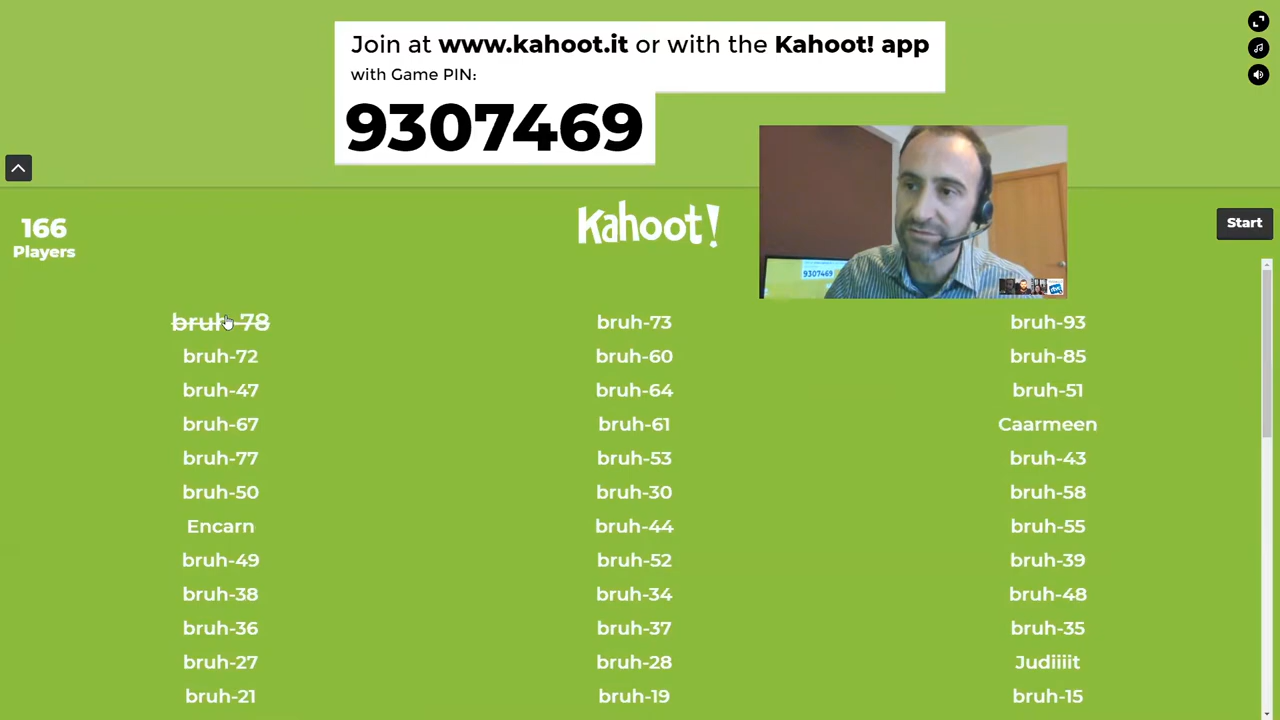 Join at www.kahoot.it or with the Kahoot! app
with Game PIN:
9307469
166
Players
Kahoot!
Start
9307469
bruh-78
bruh-73
bruh-93
bruh-72
bruh-60
bruh-85
bruh-47
bruh-64
bruh-51
bruh-67
bruh-61
Caarmeen
bruh-77
bruh-53
bruh-43
bruh-50
bruh-30
bruh-58
Encarn
bruh-44
bruh-55
bruh-49
bruh-52
bruh-39
bruh-38
bruh-34
bruh-48
bruh-36
bruh-37
bruh-35
bruh-27
bruh-28
Judiiiit
bruh-21
bruh-19
bruh-15